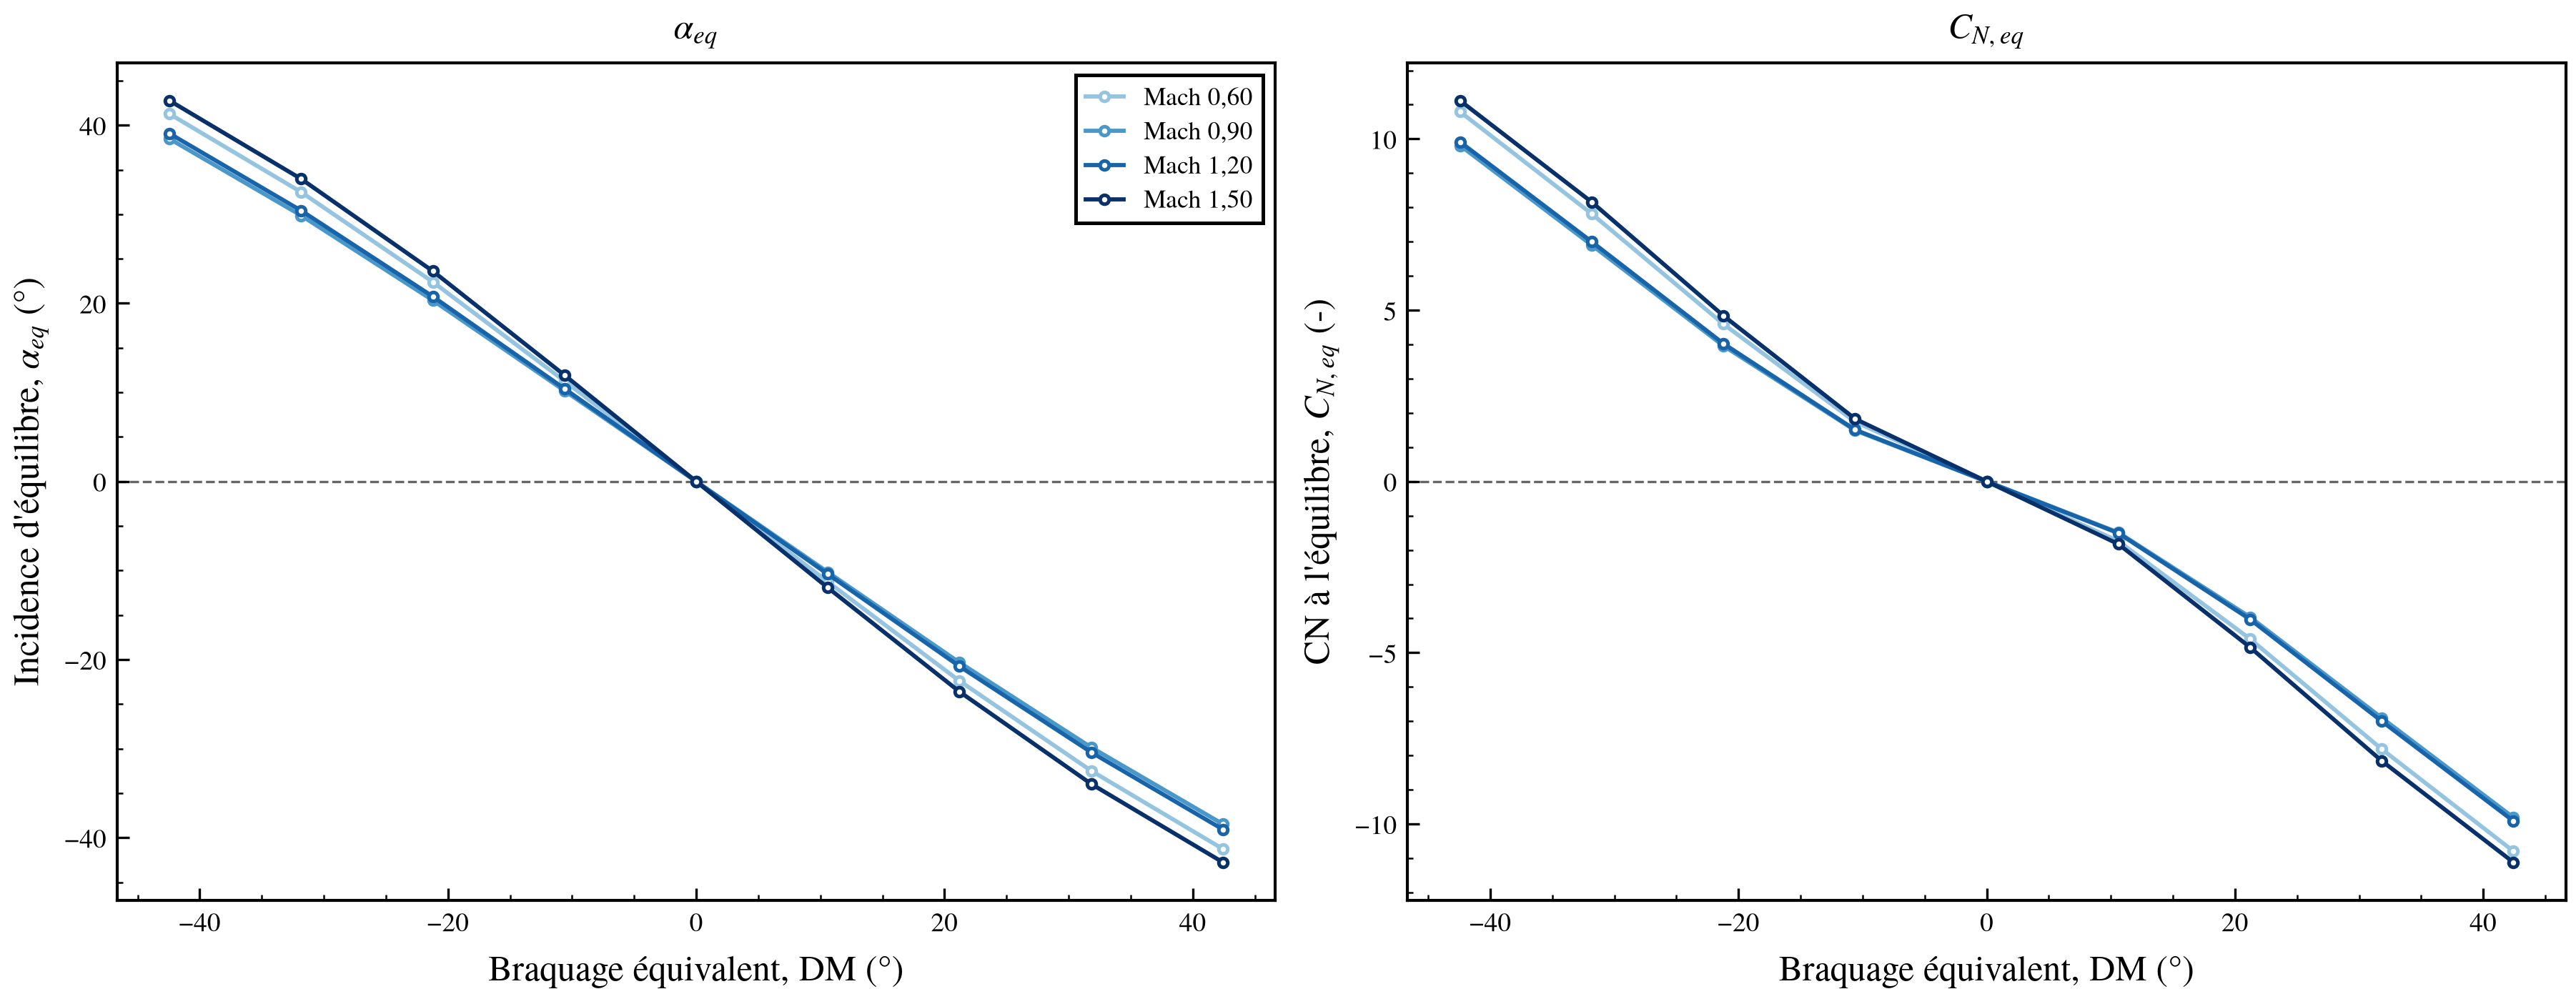 α_eq
Incidence d'équilibre, α_eq (°)
40
20
0
−20
−40
Mach 0,60
Mach 0,90
Mach 1,20
Mach 1,50
−40 −20 0 20 40
Braquage équivalent, DM (°)
C_N, eq
CN à l'équilibre, C_N, eq (-)
10
5
0
−5
−10
−40 −20 0 20 40
Braquage équivalent, DM (°)